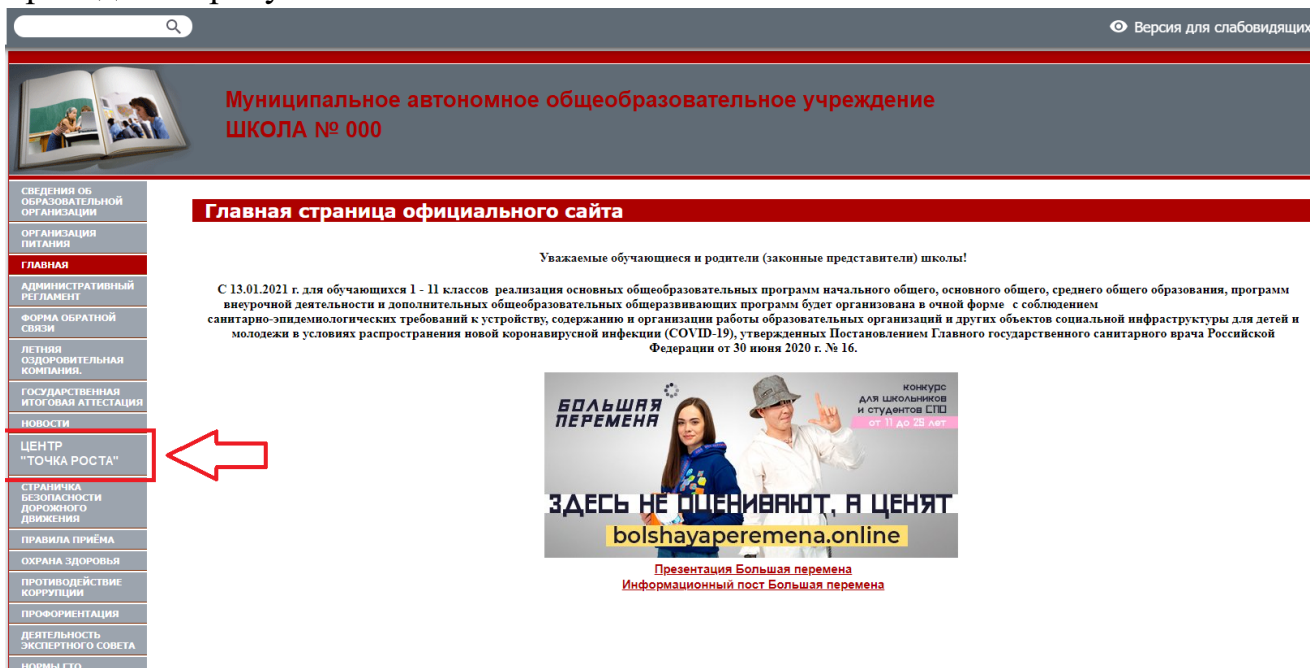 Версия для слабовидящих
Муниципальное автономное общеобразовательное учреждение
ШКОЛА № 000
СВЕДЕНИЯ ОБ
ОБРАЗОВАТЕЛЬНОЙ
ОРГАНИЗАЦИИ
ОРГАНИЗАЦИЯ
ПИТАНИЯ
ГЛАВНАЯ
АДМИНИСТРАТИВНЫЙ
РЕГЛАМЕНТ
ФОРМА ОБРАТНОЙ
СВЯЗИ
ЛЕТНЯЯ
ОЗДОРОВИТЕЛЬНАЯ
КОМПАНИЯ.
ГОСУДАРСТВЕННАЯ
ИТОГОВАЯ АТТЕСТАЦИЯ
НОВОСТИ
ЦЕНТР
"ТОЧКА РОСТА"
СТРАНИЧКА
БЕЗОПАСНОСТИ
ДОРОЖНОГО
ДВИЖЕНИЯ
ПРАВИЛА ПРИЁМА
ОХРАНА ЗДОРОВЬЯ
ПРОТИВОДЕЙСТВИЕ
КОРРУПЦИИ
ПРОФОРИЕНТАЦИЯ
ДЕЯТЕЛЬНОСТЬ
ЭКСПЕРТНОГО СОВЕТА
НОРМЫ ГТО
Главная страница официального сайта
Уважаемые обучающиеся и родители (законные представители) школы!
С 13.01.2021 г. для обучающихся 1 - 11 классов реализация основных общеобразовательных программ начального общего, основного общего, среднего общего образования, программ
внеурочной деятельности и дополнительных общеобразовательных общеразвивающих программ будет организована в очной форме с соблюдением
санитарно-эпидемиологических требований к устройству, содержанию и организации работы образовательных организаций и других объектов социальной инфраструктуры для детей и
молодежи в условиях распространения новой коронавирусной инфекции (COVID-19), утвержденных Постановлением Главного государственного санитарного врача Российской
Федерации от 30 июня 2020 г. № 16.
БОЛЬШАЯ
ПЕРЕМЕНА
конкурс
для школьников
и студентов СПО
от 11 до 25 лет
ЗДЕСЬ НЕ ОЦЕНИВАЮТ, А ЦЕНЯТ
bolshayaperemena.online
Презентация Большая перемена
Информационный пост Большая перемена